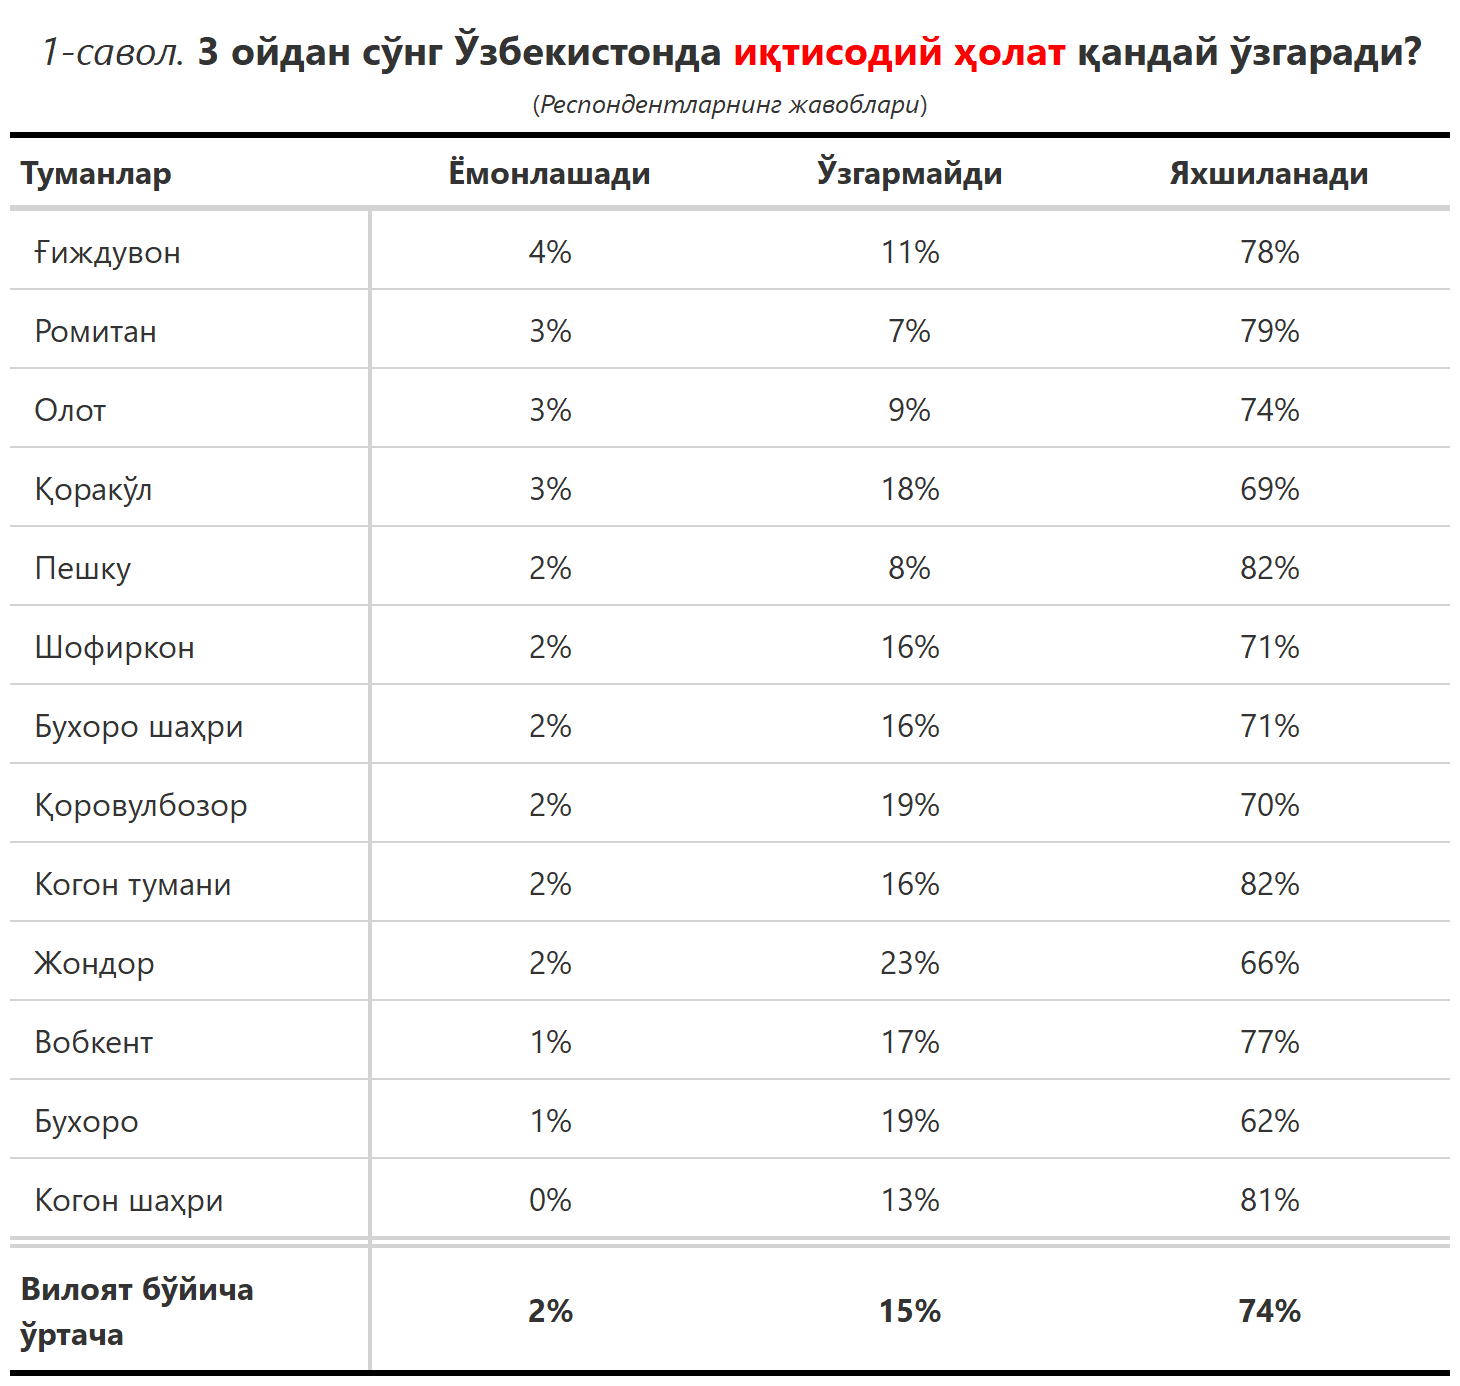 1-савол. 3 ойдан сўнг Ўзбекистонда иқтисодий ҳолат қандай ўзгаради?
(Респондентларнинг жавоблари)
Туманлар Ёмонлашади Ўзгармайди Яхшиланади
Ғиждувон 4% 11% 78%
Ромитан 3% 7% 79%
Олот 3% 9% 74%
Қоракўл 3% 18% 69%
Пешку 2% 8% 82%
Шофиркон 2% 16% 71%
Бухоро шаҳри 2% 16% 71%
Қоровулбозор 2% 19% 70%
Когон тумани 2% 16% 82%
Жондор 2% 23% 66%
Вобкент 1% 17% 77%
Бухоро 1% 19% 62%
Когон шаҳри 0% 13% 81%
Вилоят бўйича
ўртача 2% 15% 74%